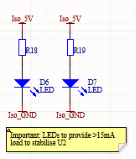 Iso_5V Iso_5V
R18 R19
D6 D7
LED LED
Iso_GND Iso_GND
Important: LEDs to provide >15mA
load to stabilise U2